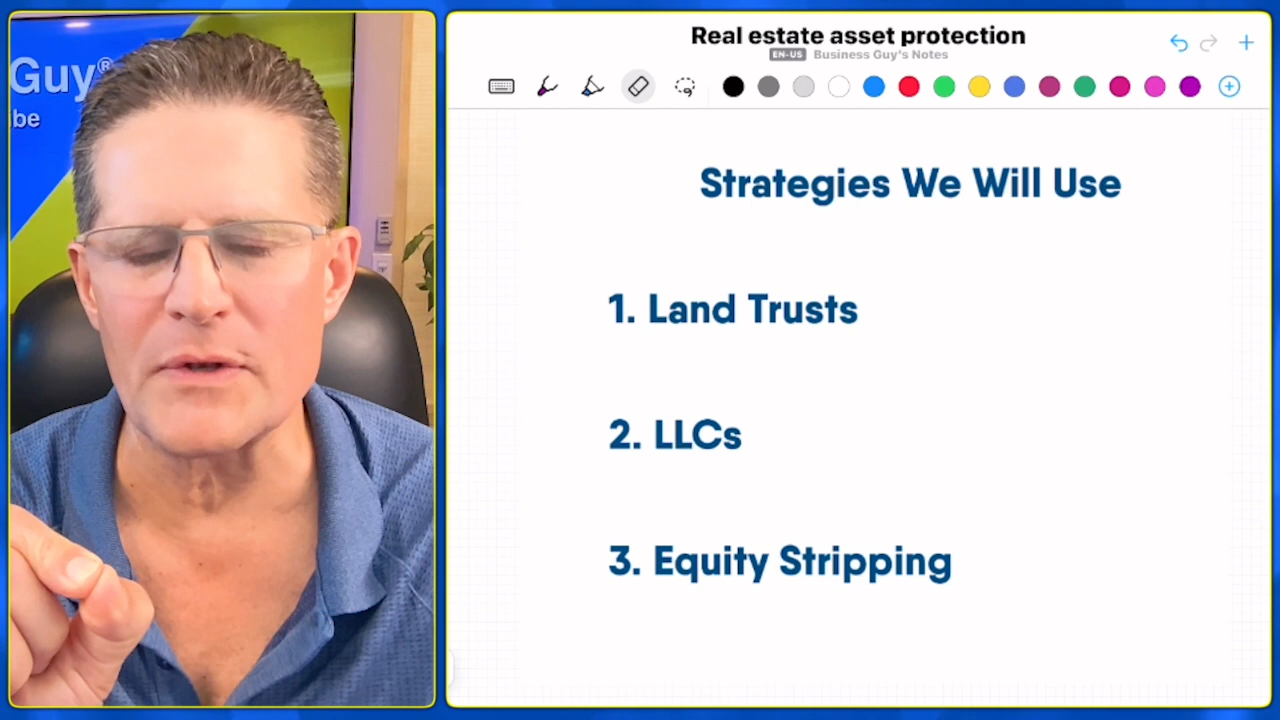 Guy®
be
Real estate asset protection
EN-US Business Guy's Notes
Strategies We Will Use
1. Land Trusts
2. LLCs
3. Equity Stripping